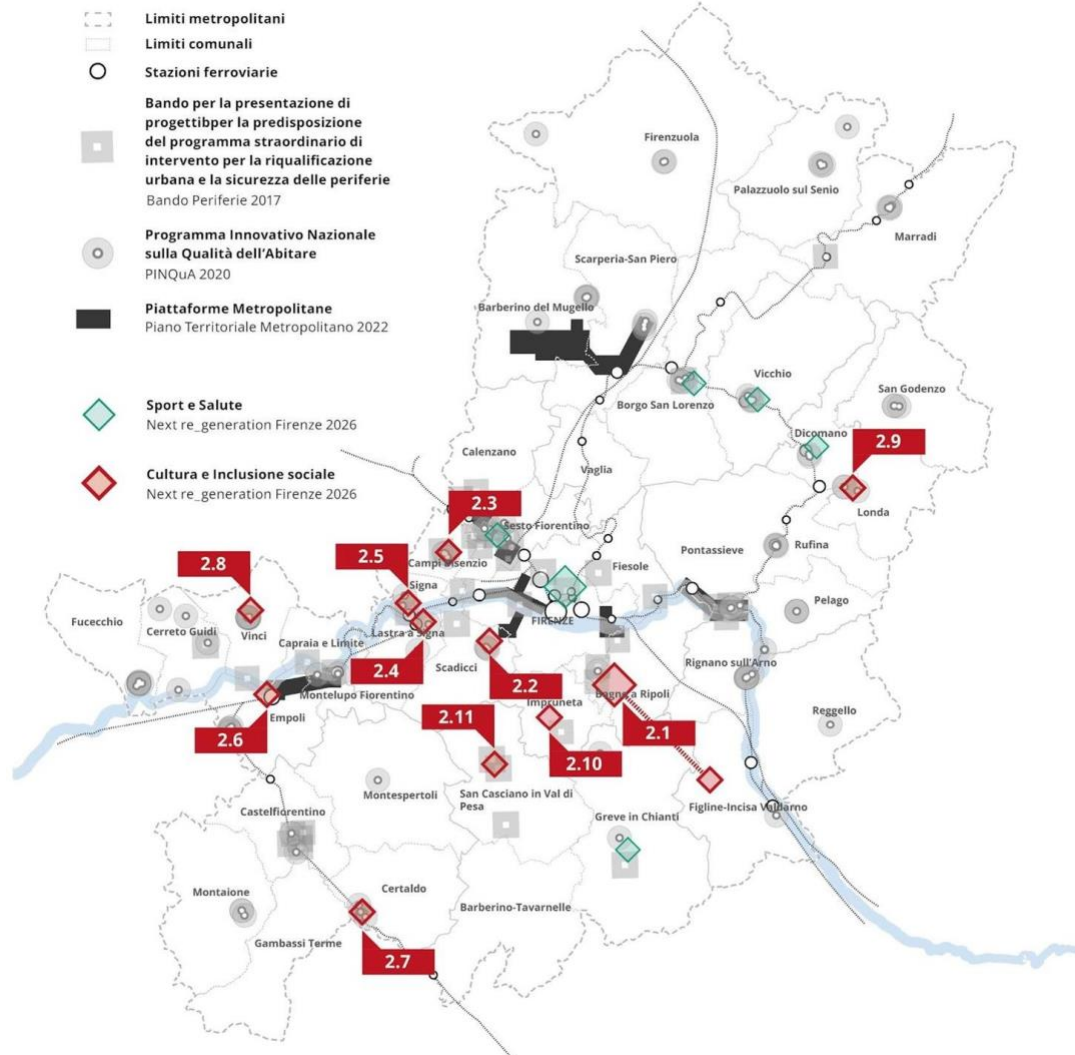 Limiti metropolitani
Limiti comunali
Stazioni ferroviarie
Bando per la presentazione di
progettibper la predisposizione
del programma straordinario di
intervento per la riqualificazione
urbana e la sicurezza delle periferie
Bando Periferie 2017
Programma Innovativo Nazionale
sulla Qualità dell'Abitare
PINQuA 2020
Piattaforme Metropolitane
Piano Territoriale Metropolitano 2022
Sport e Salute
Next re_generation Firenze 2026
Cultura e Inclusione sociale
Next re_generation Firenze 2026
Firenzuola
Palazzuolo sul Senio
Marradi
Scarperia-San Piero
Barberino del Mugello
Vicchio
San Godenzo
Borgo San Lorenzo
Dicomano
2.9
Calenzano
Vaglia
Londa
2.3
Sesto Fiorentino
Rufina
Pontassieve
Campi Bisenzio
Fiesole
2.5
2.8
Signa
Pelago
Fucecchio
Cerreto Guidi
Vinci
FIRENZE
Lastra a Signa
Capraia e Limite
2.4
Scadicci
2.2
Rignano sull'Arno
Montelupo Fiorentino
Bagno a Ripoli
Impruneta
Reggello
Empoli
2.11
2.1
2.6
2.10
Montespertoli
San Casciano in Val di
Pesa
Figline-Incisa Valdarno
Castelfiorentino
Greve in Chianti
Montaione
Certaldo
Barberino-Tavarnelle
Gambassi Terme
2.7